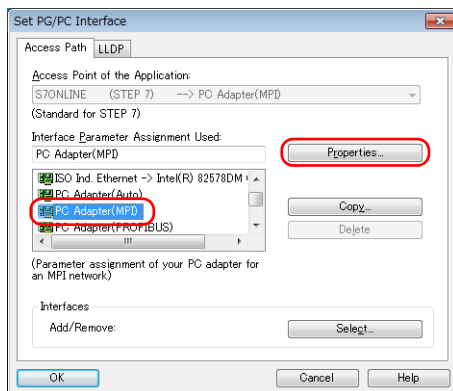 Set PG/PC Interface
Access Path LLDP
Access Point of the Application:
S7ONLINE (STEP 7) --> PC Adapter(MPI)
(Standard for STEP 7)
Interface Parameter Assignment Used:
PC Adapter(MPI) Properties...
ISO Ind. Ethernet -> Intel(R) 82578DM
PC Adapter(Auto)
PC Adapter(MPI) Copy...
PC Adapter(PROFIBUS) Delete
(Parameter assignment of your PC adapter for
an MPI network)
Interfaces
Add/Remove: Select...
OK Cancel Help